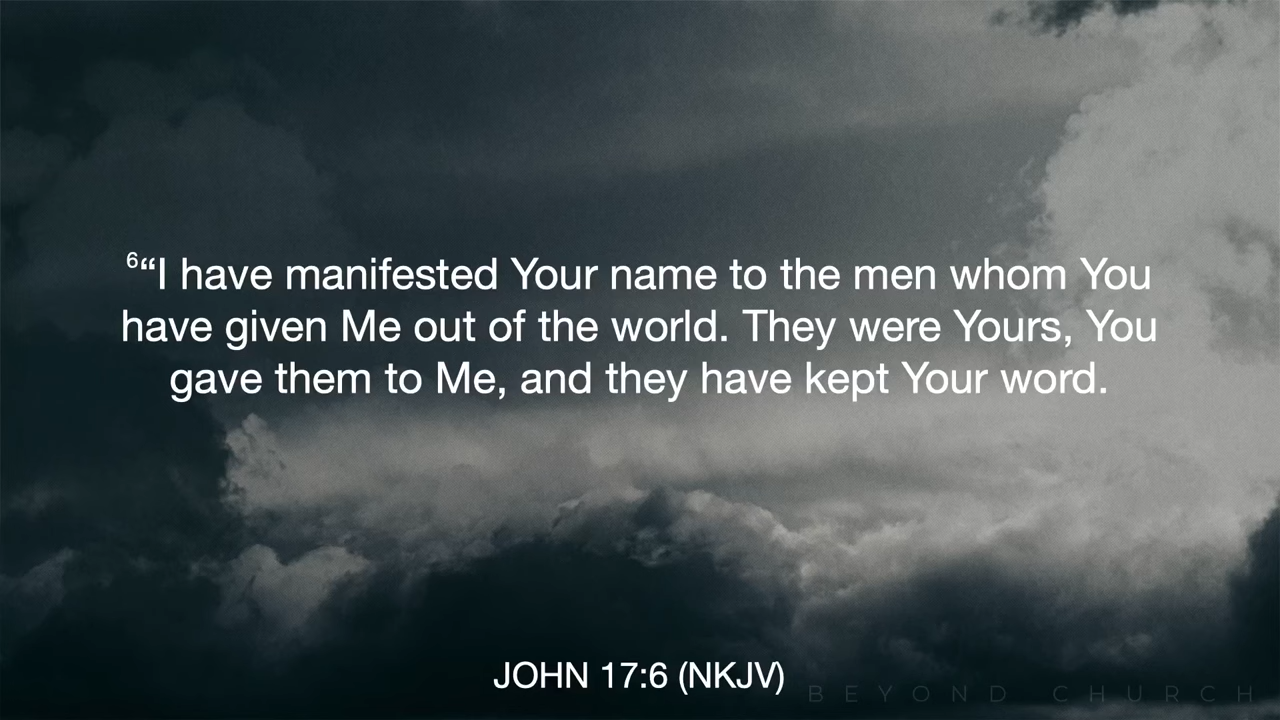 ⁶“I have manifested Your name to the men whom You
have given Me out of the world. They were Yours, You
gave them to Me, and they have kept Your word.
JOHN 17:6 (NKJV)
BEYOND CHURCH